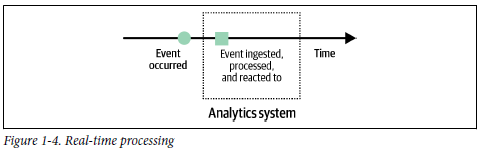 Event
occurred
Event ingested,
processed,
and reacted to
Time
Analytics system
Figure 1-4. Real-time processing